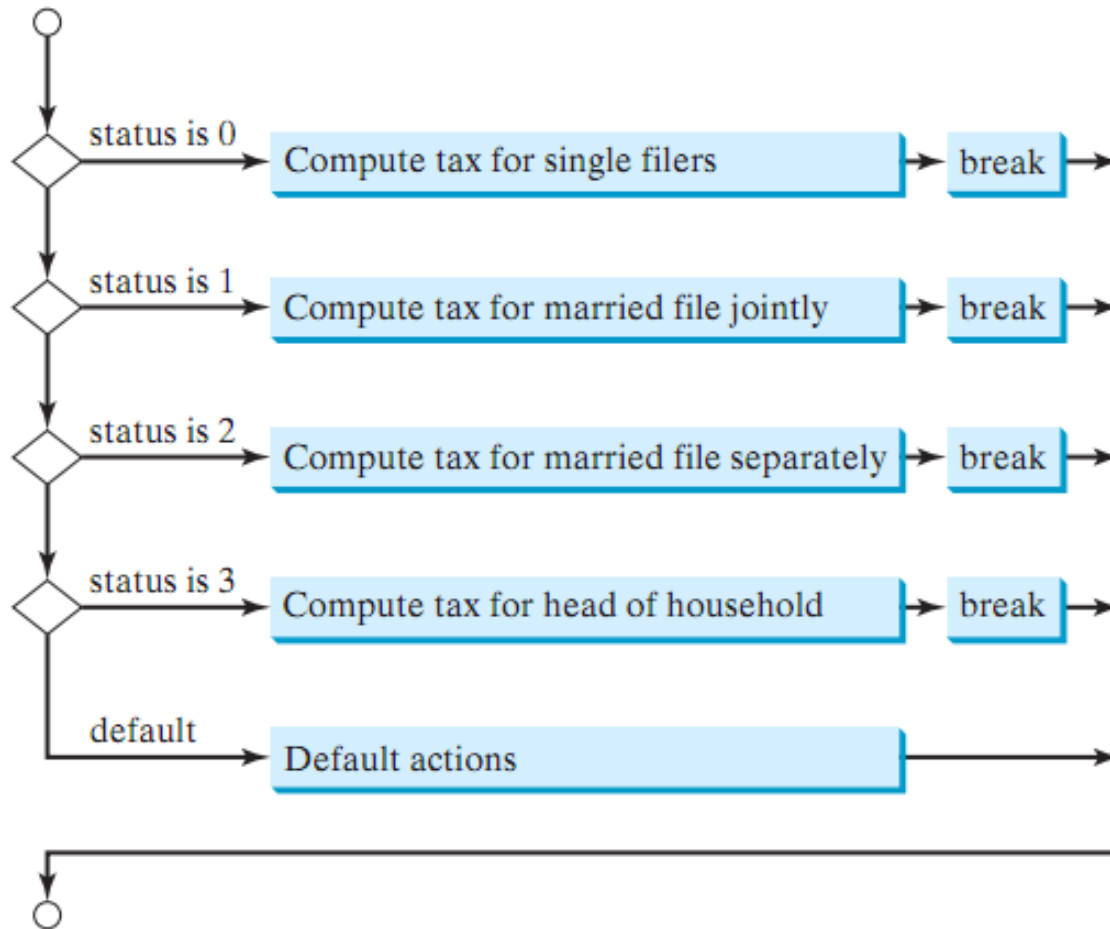 status is 0
Compute tax for single filers
break
status is 1
Compute tax for married file jointly
break
status is 2
Compute tax for married file separately
break
status is 3
Compute tax for head of household
break
default
Default actions